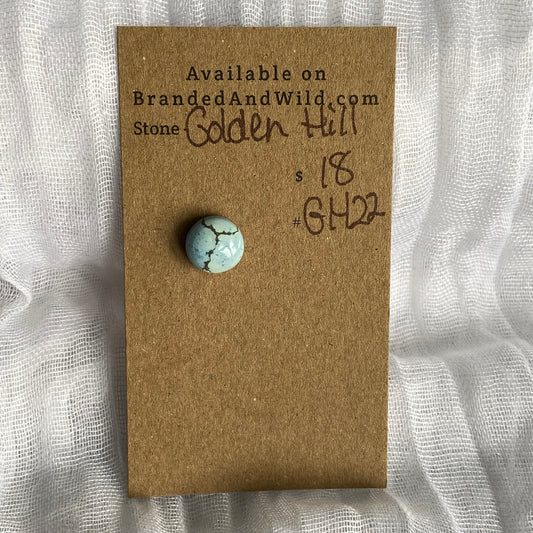 Available on
BrandedAndWild.com
Stone Golden Hill
$ 18
# GH22